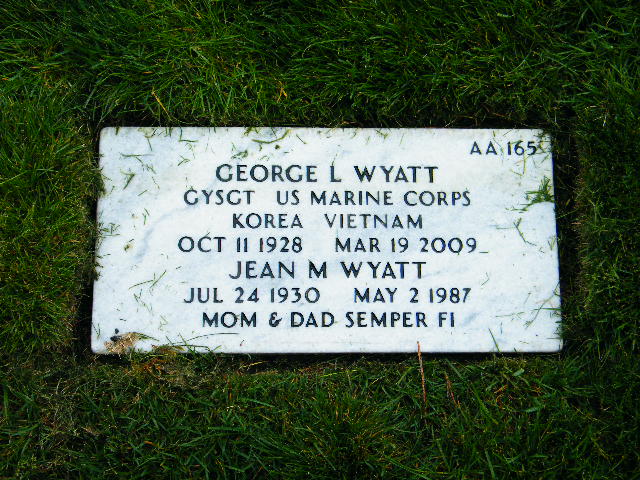 AA 165
GEORGE L WYATT
GYSGT US MARINE CORPS
KOREA VIETNAM
OCT 11 1928 MAR 19 2009
JEAN M WYATT
JUL 24 1930 MAY 2 1987
MOM & DAD SEMPER FI